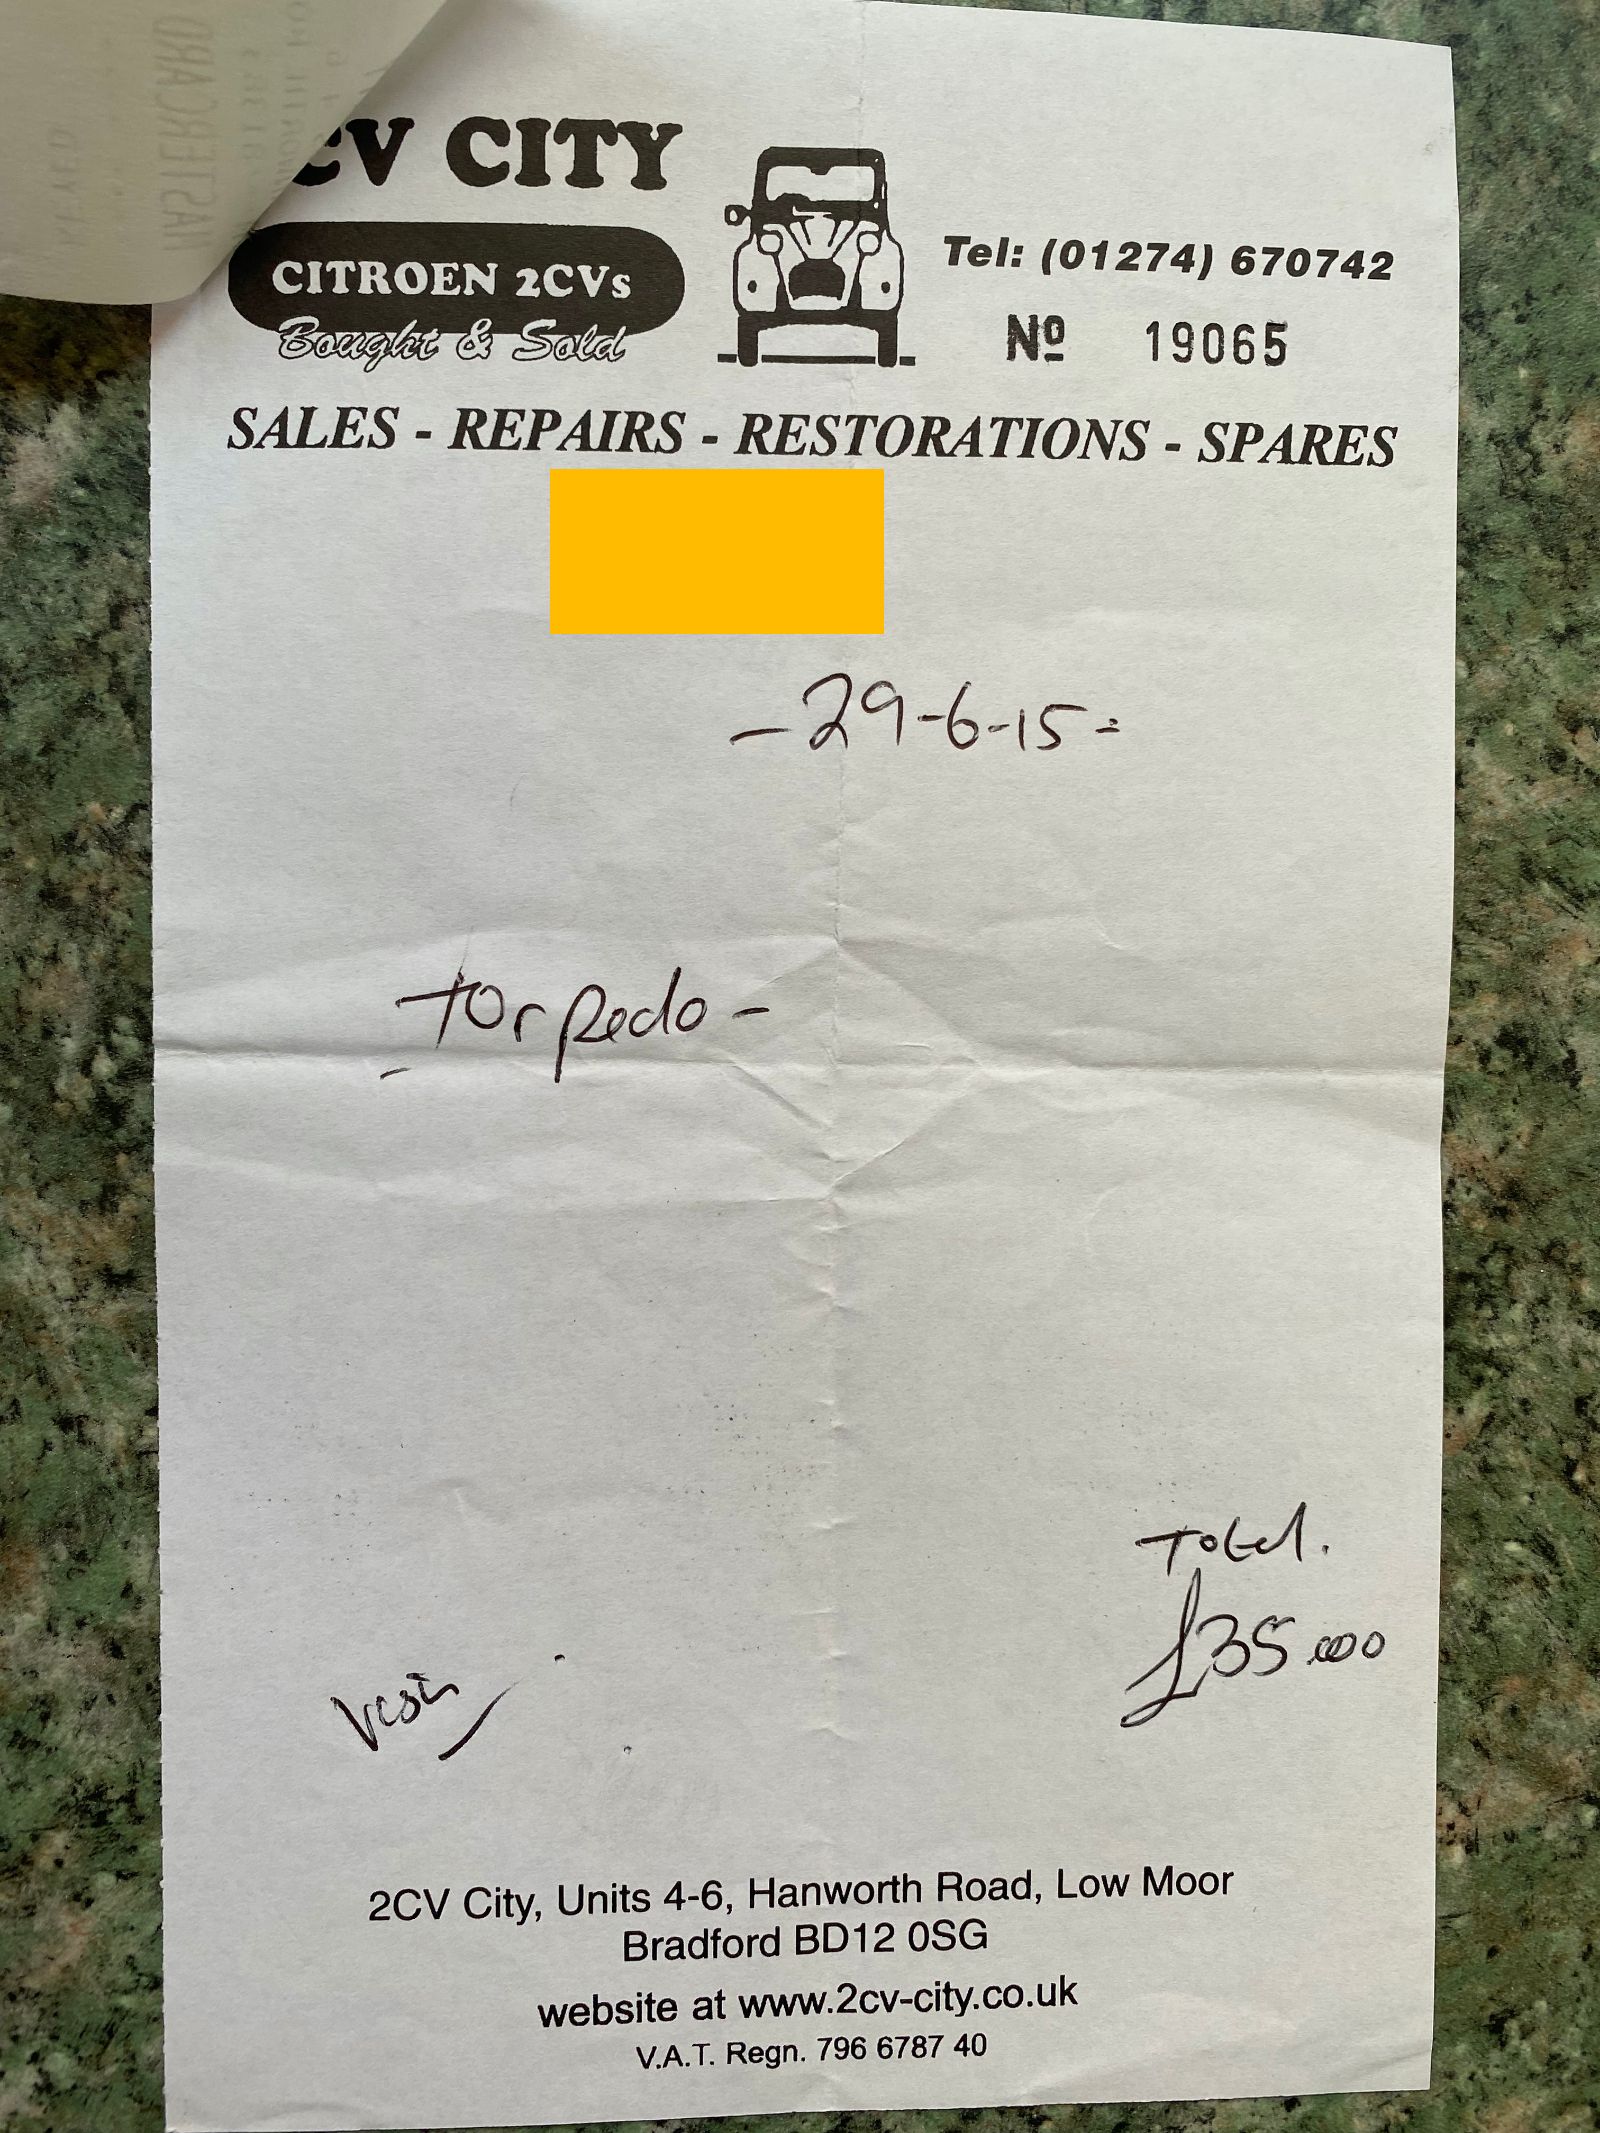 CV CITY
CITROEN 2CVs
Bought & Sold
Tel: (01274) 670742
Nº 19065
SALES - REPAIRS - RESTORATIONS - SPARES
- 29-6-15 -
Torpedo -
Total.
£35.000
2CV City, Units 4-6, Hanworth Road, Low Moor
Bradford BD12 0SG
website at www.2cv-city.co.uk
V.A.T. Regn. 796 6787 40
MASTERCARD